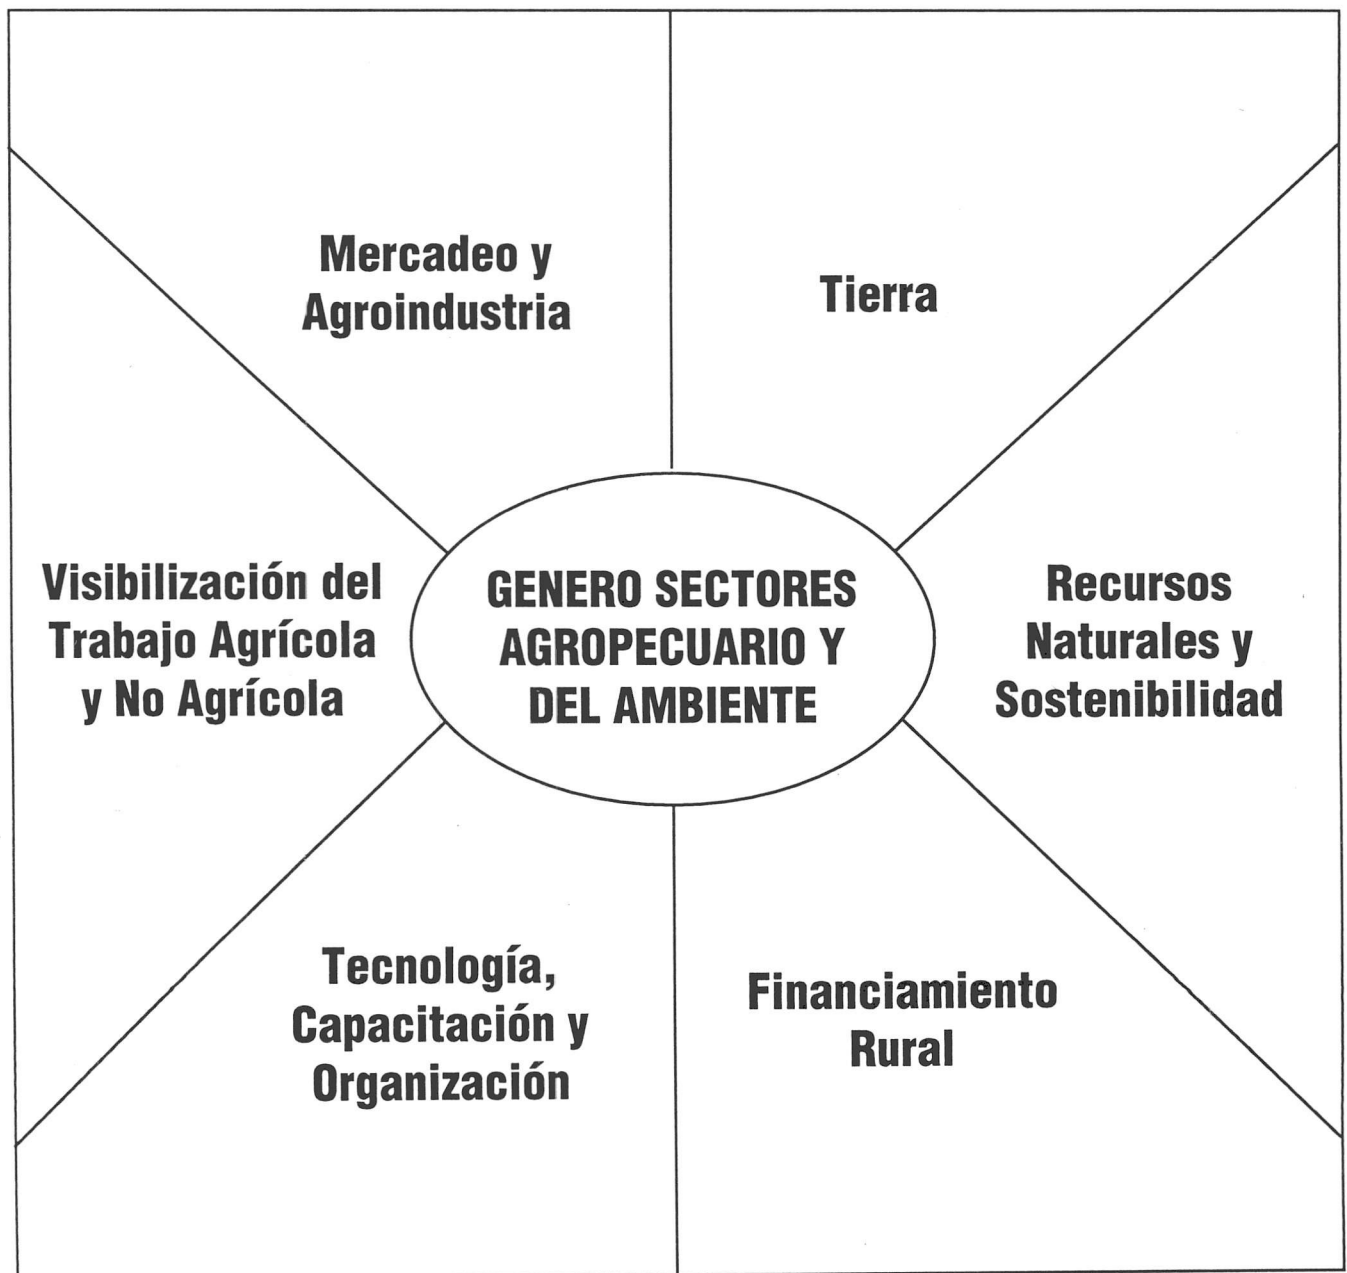 Mercadeo y
Agroindustria
Tierra
Visibilización del
Trabajo Agrícola
y No Agrícola
GENERO SECTORES
AGROPECUARIO Y
DEL AMBIENTE
Recursos
Naturales y
Sostenibilidad
Tecnología,
Capacitación y
Organización
Financiamiento
Rural